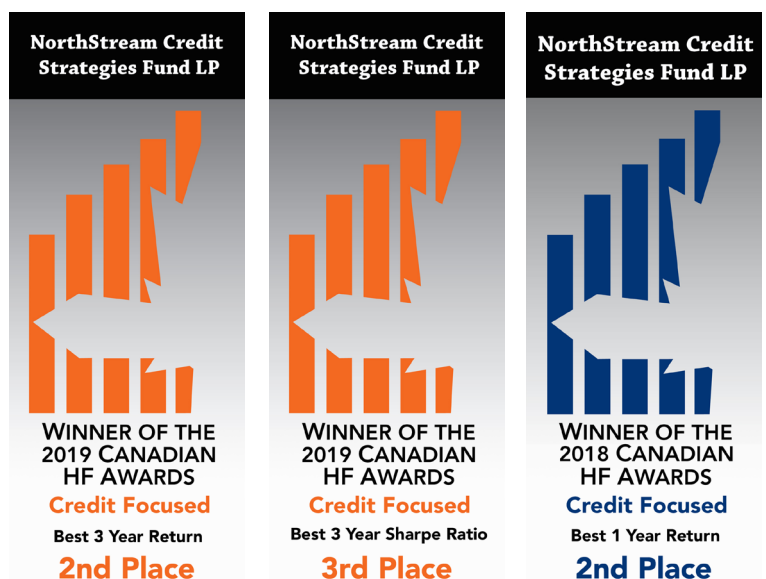 NorthStream Credit
Strategies Fund LP
WINNER OF THE
2019 CANADIAN
HF AWARDS
Credit Focused
Best 3 Year Return
2nd Place
NorthStream Credit
Strategies Fund LP
WINNER OF THE
2019 CANADIAN
HF AWARDS
Credit Focused
Best 3 Year Sharpe Ratio
3rd Place
NorthStream Credit
Strategies Fund LP
WINNER OF THE
2018 CANADIAN
HF AWARDS
Credit Focused
Best 1 Year Return
2nd Place